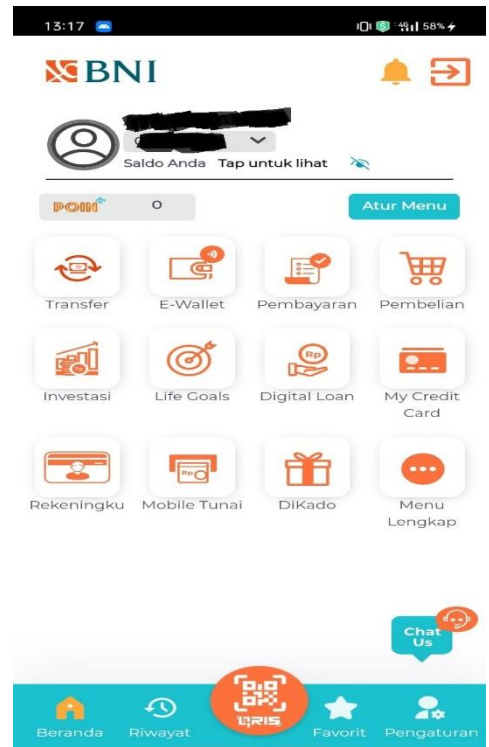 13:17
58%
BNI
Saldo Anda Tap untuk lihat
POIN+ 0 Atur Menu
Transfer E-Wallet Pembayaran Pembelian
Rp
Investasi Life Goals Digital Loan My Credit
Card
Rp
Rekeningku Mobile Tunai DiKado Menu
Lengkap
Chat
Us
QRIS
Beranda Riwayat Favorit Pengaturan